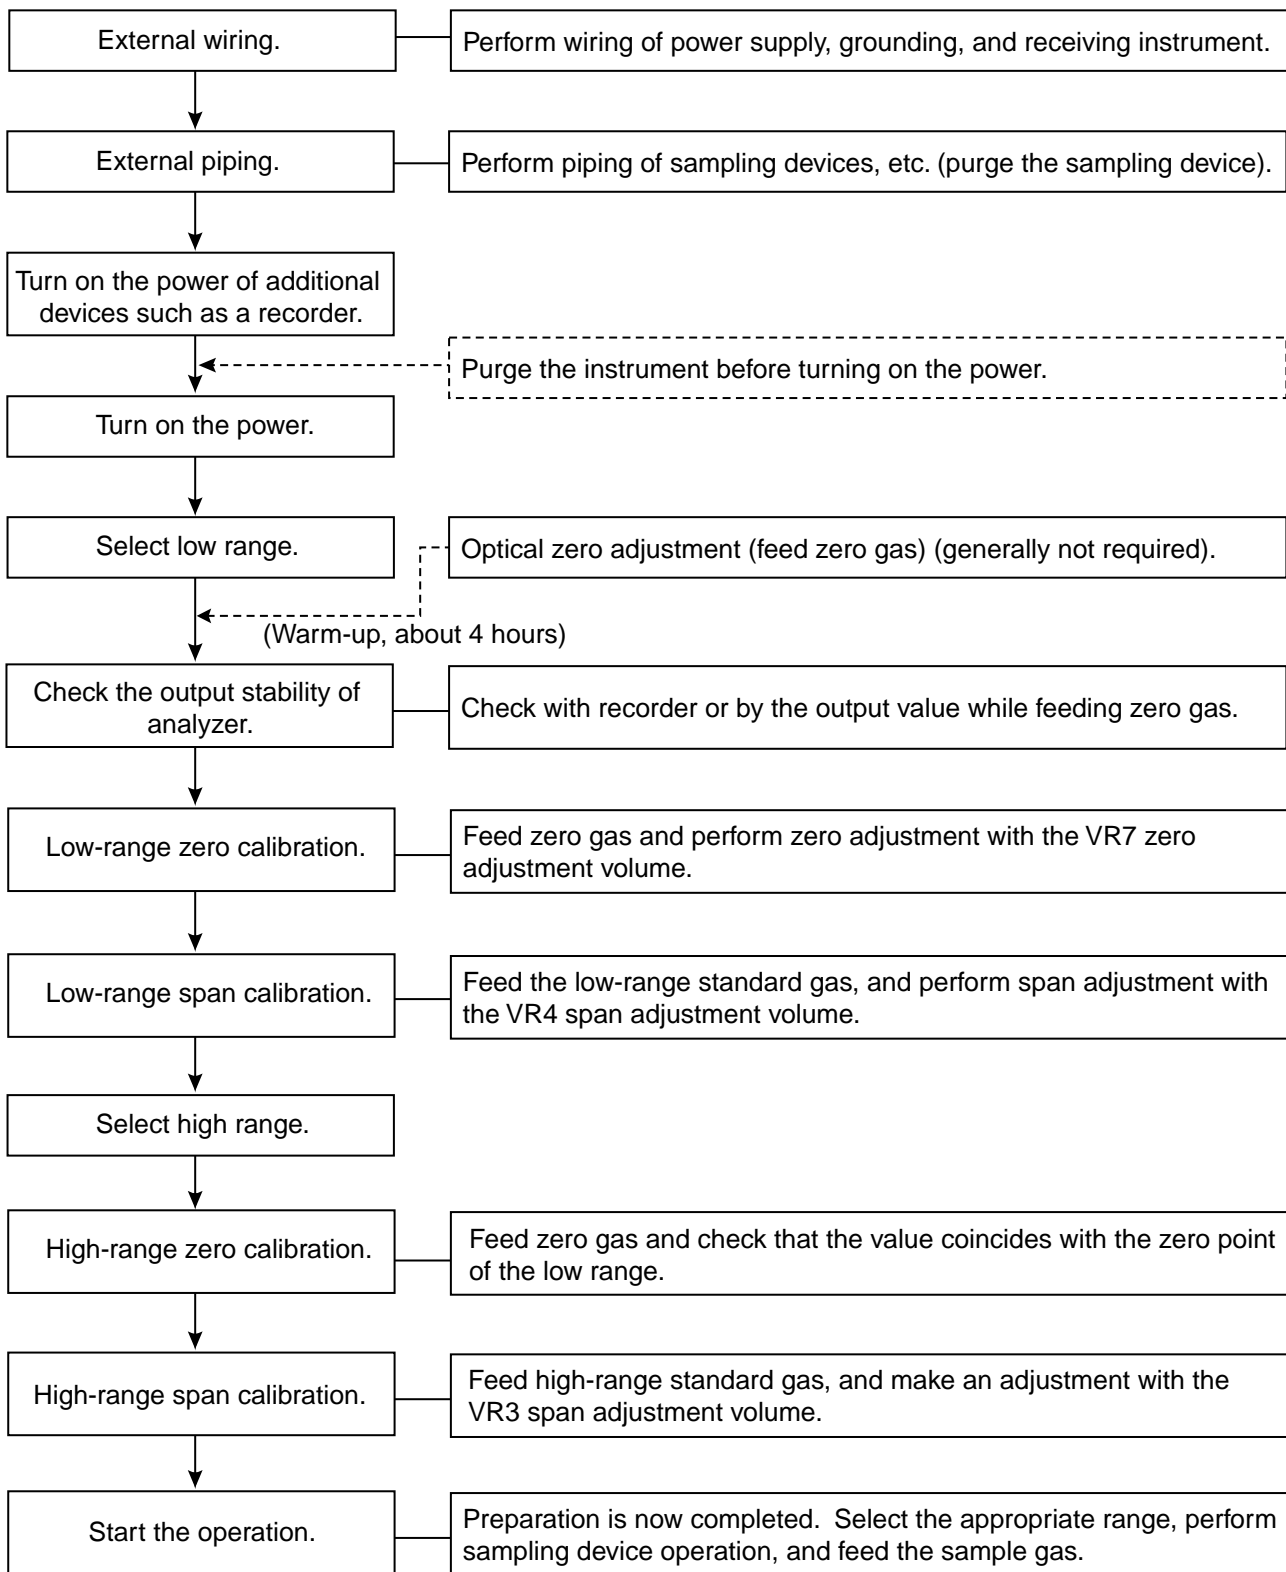 External wiring.
Perform wiring of power supply, grounding, and receiving instrument.
External piping.
Perform piping of sampling devices, etc. (purge the sampling device).
Turn on the power of additional
devices such as a recorder.
Purge the instrument before turning on the power.
Turn on the power.
Select low range.
Optical zero adjustment (feed zero gas) (generally not required).
(Warm-up, about 4 hours)
Check the output stability of
analyzer.
Check with recorder or by the output value while feeding zero gas.
Low-range zero calibration.
Feed zero gas and perform zero adjustment with the VR7 zero
adjustment volume.
Low-range span calibration.
Feed the low-range standard gas, and perform span adjustment with
the VR4 span adjustment volume.
Select high range.
High-range zero calibration.
Feed zero gas and check that the value coincides with the zero point
of the low range.
High-range span calibration.
Feed high-range standard gas, and make an adjustment with the
VR3 span adjustment volume.
Start the operation.
Preparation is now completed.  Select the appropriate range, perform
sampling device operation, and feed the sample gas.